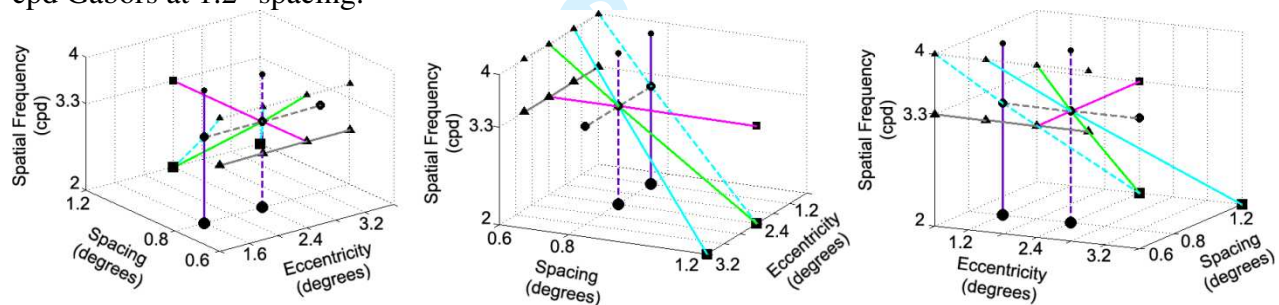 cpd Gabors at 1.2° spacing.
Spatial Frequency
(cpd)
4
3.3
2
1.2
0.8
0.6
Spacing
(degrees)
1.6
2.4
3.2
Eccentricity
(degrees)
Spatial Frequency
(cpd)
4
3.3
2
0.6
0.8
1.2
Spacing
(degrees)
3.2
2.4
1.2
Eccentricity
(degrees)
Spatial Frequency
(cpd)
4
3.3
2
1.2
2.4
3.2
Eccentricity
(degrees)
0.6
0.8
1.2
Spacing
(degrees)